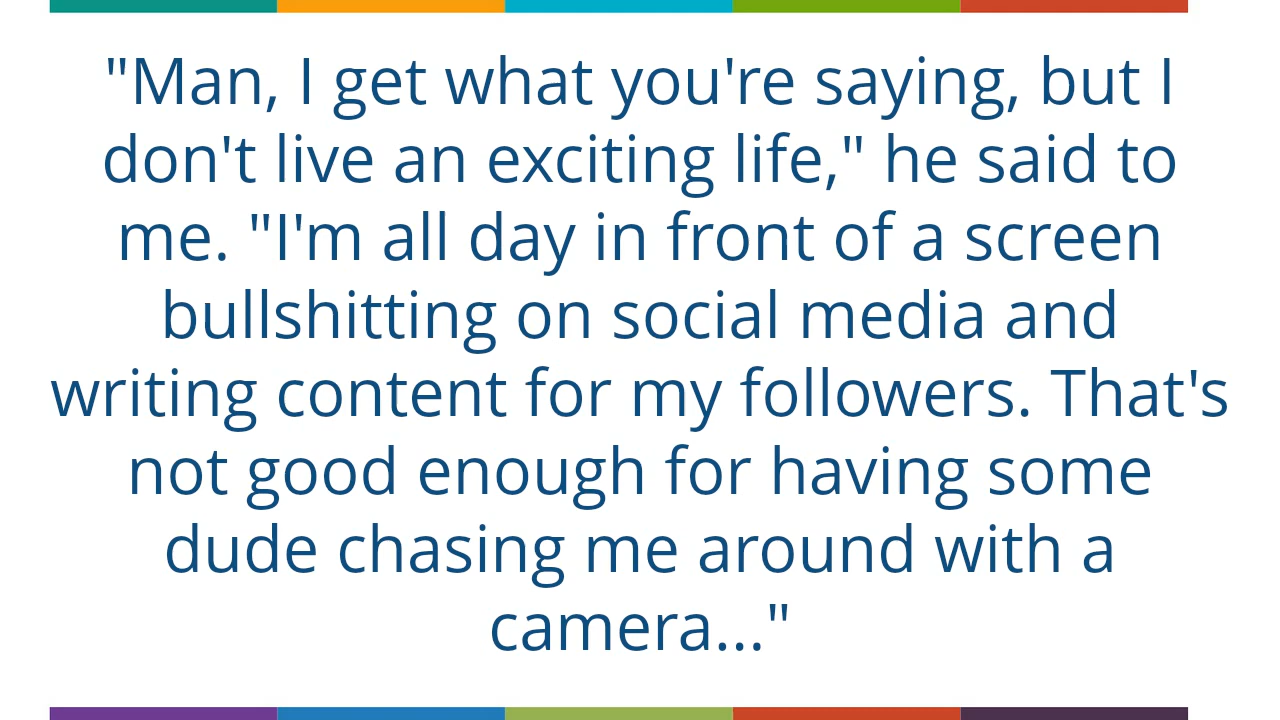 "Man, I get what you're saying, but I
don't live an exciting life," he said to
me. "I'm all day in front of a screen
bullshitting on social media and
writing content for my followers. That's
not good enough for having some
dude chasing me around with a
camera..."